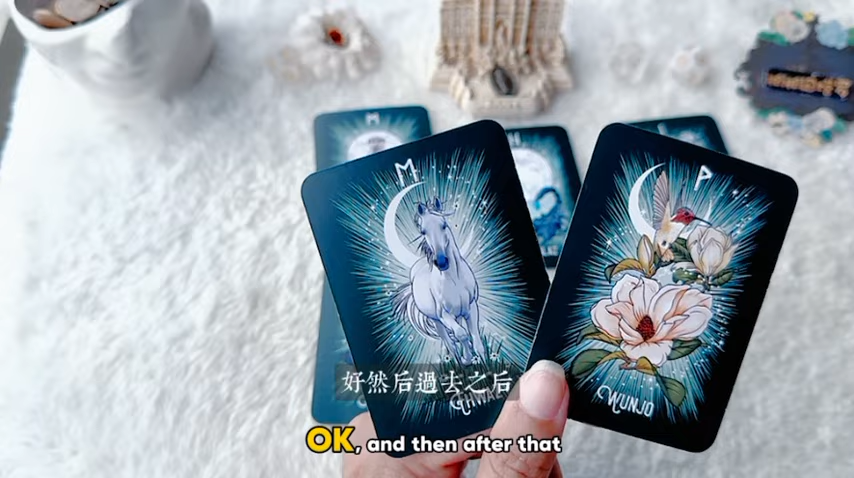 ᛖ
ᚹ
WUNJO
好然后過去之后
OK, and then after that